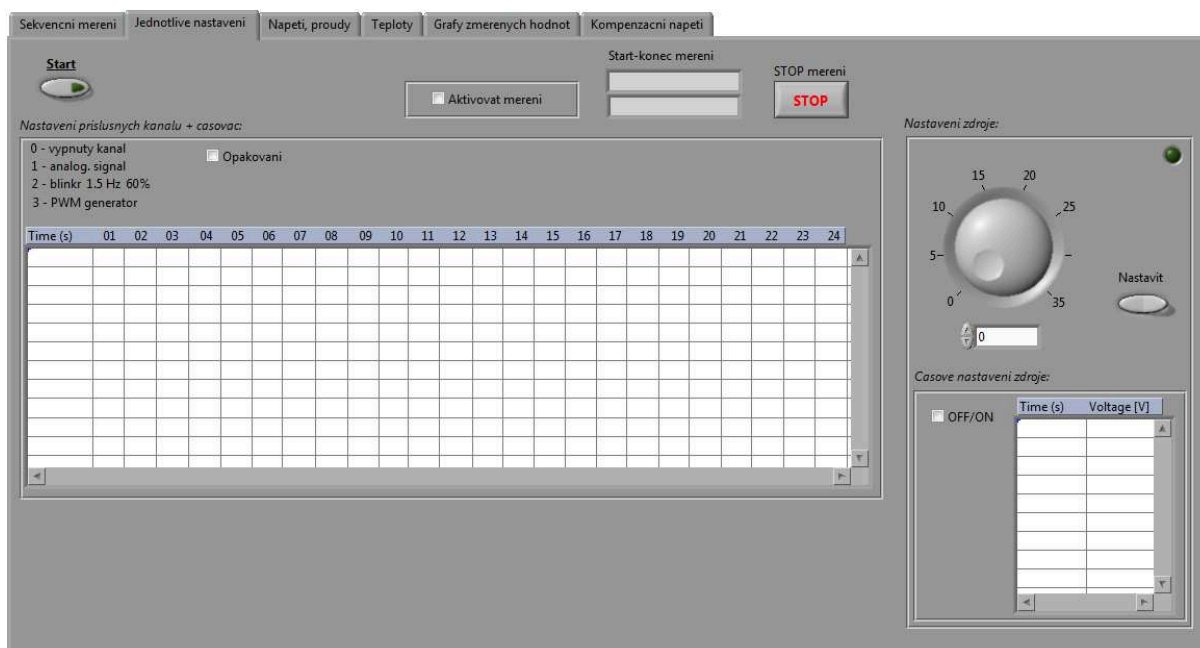 Sekvencni mereni
Jednotlive nastaveni
Napeti, proudy
Teploty
Grafy zmerenych hodnot
Kompenzacni napeti
Start
Aktivovat mereni
Start-konec mereni
STOP mereni
STOP
Nastaveni prislusnych kanalu + casovac:
0 - vypnuty kanal
1 - analog. signal
2 - blinkr 1.5 Hz 60%
3 - PWM generator
Opakovani
Time (s) 01 02 03 04 05 06 07 08 09 10 11 12 13 14 15 16 17 18 19 20 21 22 23 24
Nastaveni zdroje:
0
5
10
15
20
25
35
0
Nastavit
Casove nastaveni zdroje:
OFF/ON
Time (s) Voltage [V]